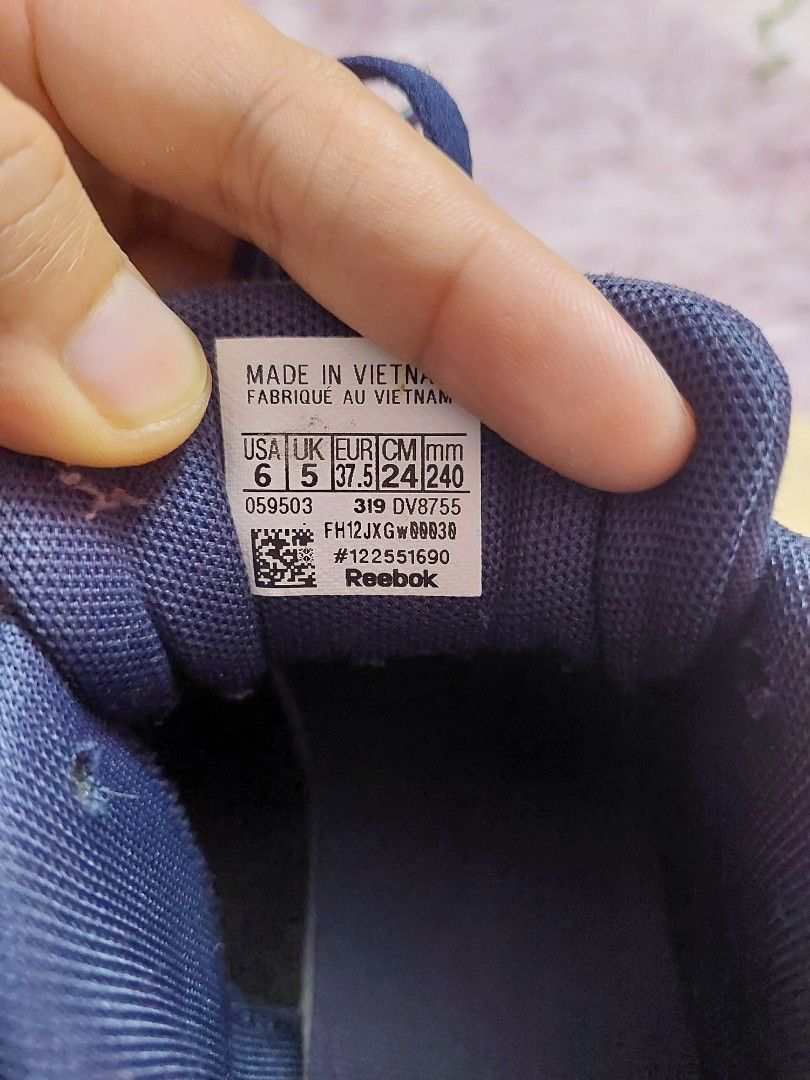 MADE IN
FABRIQUÉ AU VIETNAM
USA UK EUR CM mm
6 5 37.5 24 240
059503 319 DV8755
FH12JXGw00030
#122551690
Reebok